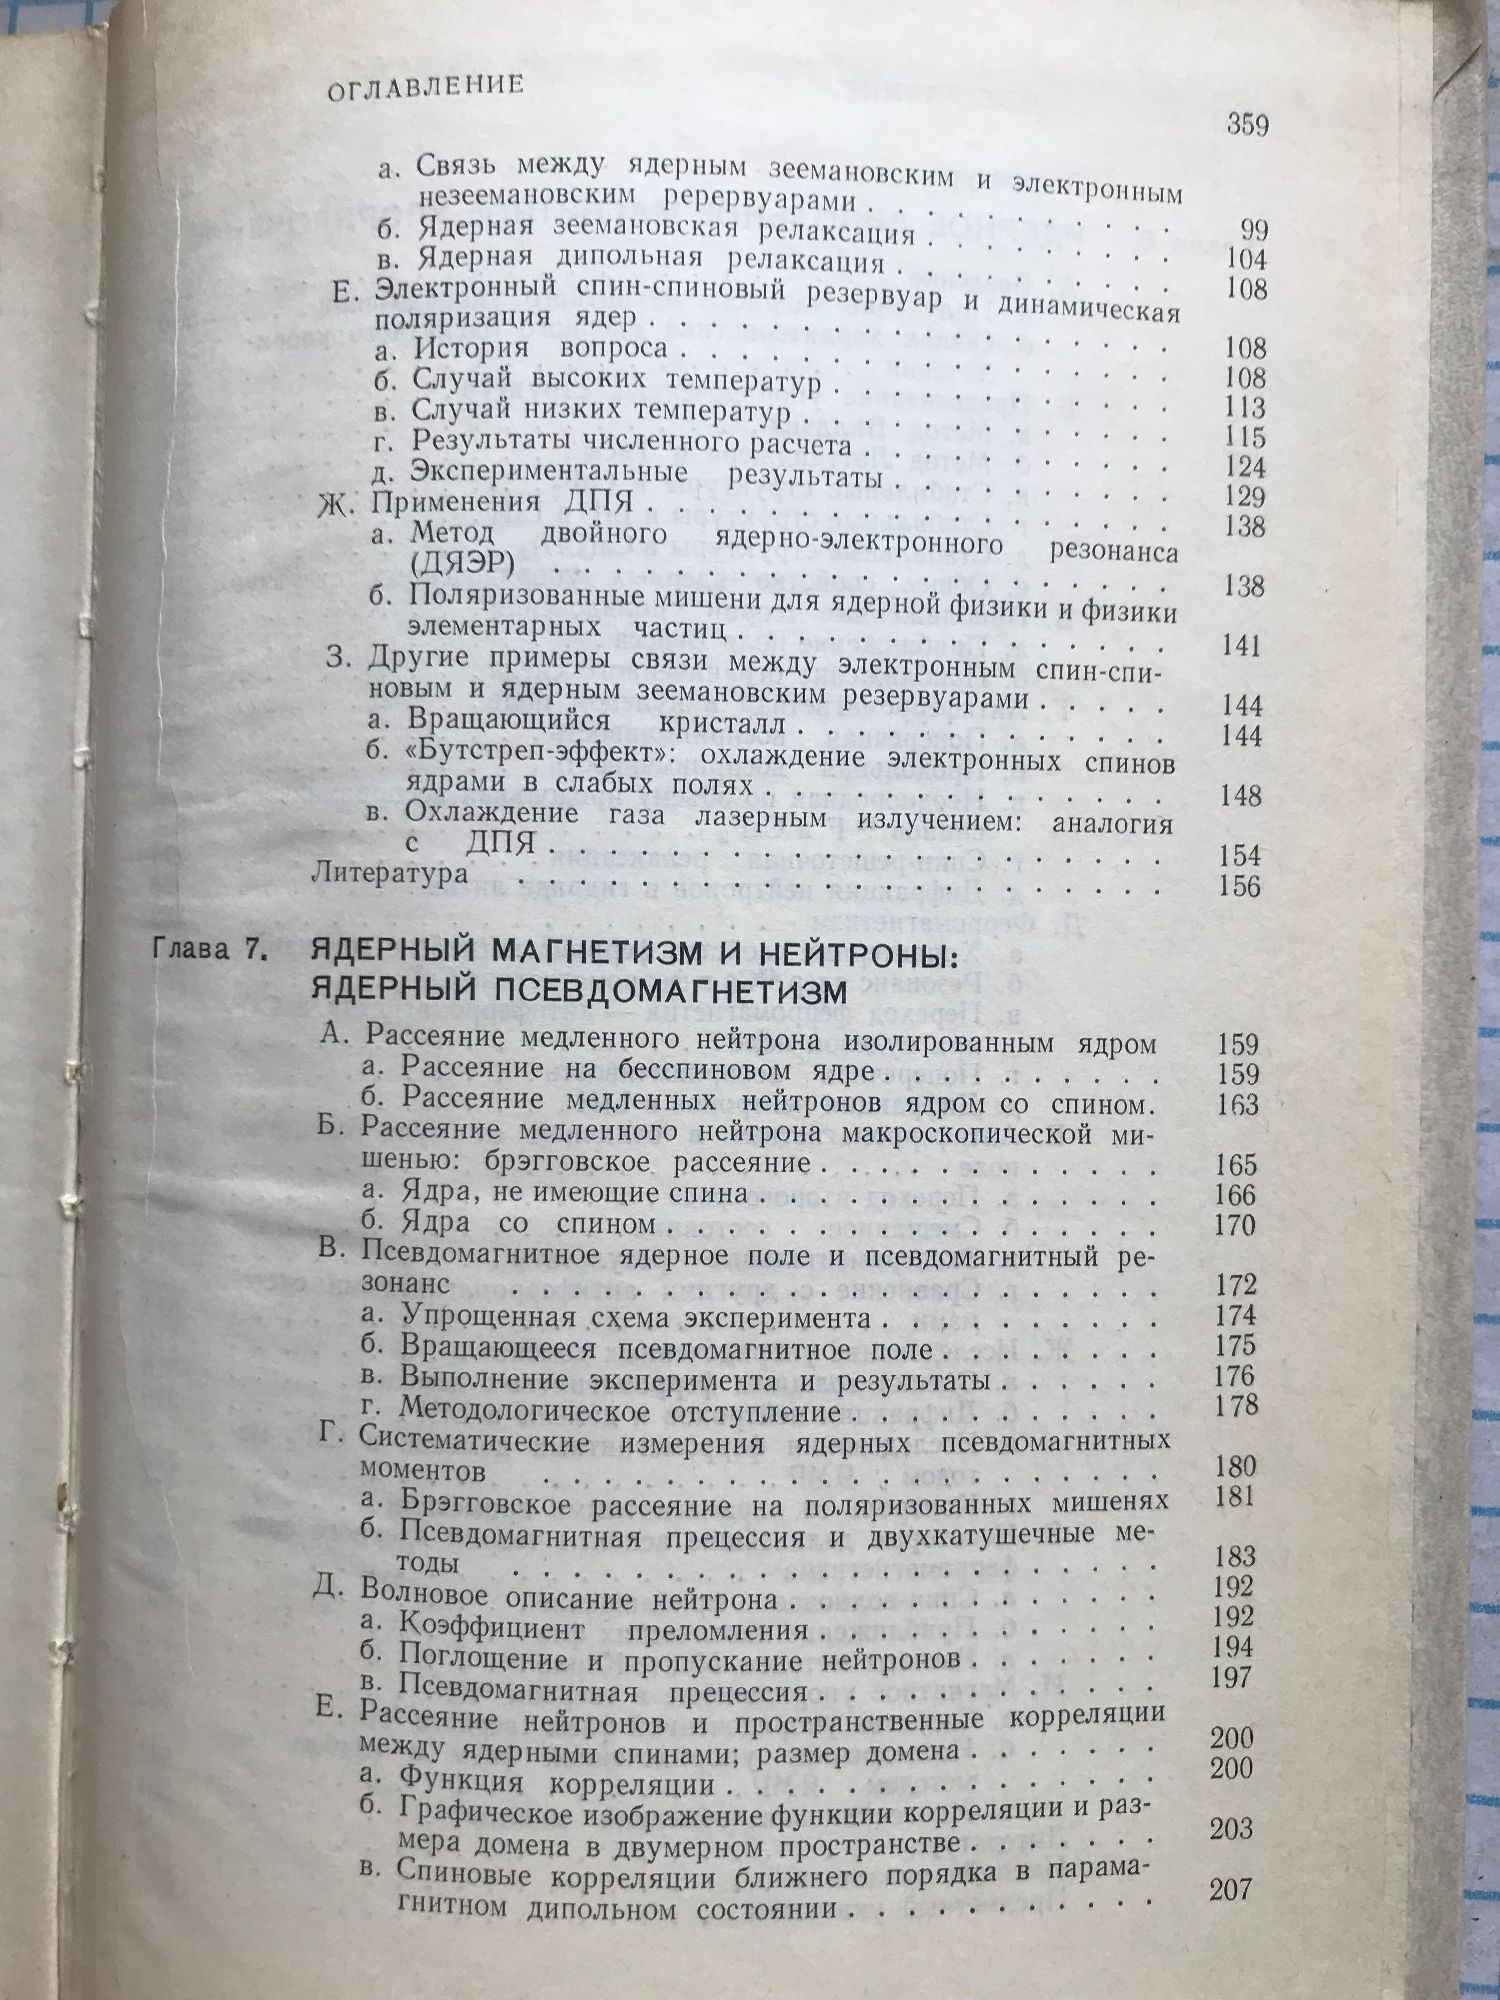 ОГЛАВЛЕНИЕ 359
а. Связь между ядерным зеемановским и электронным
незеемановским рерервуарами . . . . . . . . . . . 99
б. Ядерная зеемановская релаксация . . . . . . . . . 104
в. Ядерная дипольная релаксация . . . . . . . . . . 108
Е. Электронный спин-спиновый резервуар и динамическая
поляризация ядер . . . . . . . . . . . . . . . . . 108
а. История вопроса . . . . . . . . . . . . . . . . 108
б. Случай высоких температур . . . . . . . . . . . 113
в. Случай низких температур . . . . . . . . . . . . 115
г. Результаты численного расчета . . . . . . . . . . 124
д. Экспериментальные результаты . . . . . . . . . 129
Ж. Применения ДПЯ . . . . . . . . . . . . . . . . . 138
а. Метод двойного ядерно-электронного резонанса
(ДЯЭР) . . . . . . . . . . . . . . . . . . . . . 138
б. Поляризованные мишени для ядерной физики и физики
элементарных частиц . . . . . . . . . . . . . . . 141
З. Другие примеры связи между электронным спин-спи-
новым и ядерным зеемановским резервуарами . . . . . 144
а. Вращающийся кристалл . . . . . . . . . . . . . 144
б. «Бутстреп-эффект»: охлаждение электронных спинов
ядрами в слабых полях . . . . . . . . . . . . . . 148
в. Охлаждение газа лазерным излучением: аналогия
с ДПЯ . . . . . . . . . . . . . . . . . . . . . 154
Литература . . . . . . . . . . . . . . . . . . . . 156
Глава 7. ЯДЕРНЫЙ МАГНЕТИЗМ И НЕЙТРОНЫ:
ЯДЕРНЫЙ ПСЕВДОМАГНЕТИЗМ
А. Рассеяние медленного нейтрона изолированным ядром 159
а. Рассеяние на бесспиновом ядре . . . . . . . . . . 159
б. Рассеяние медленных нейтронов ядром со спином . 163
Б. Рассеяние медленного нейтрона макроскопической ми-
шенью: брэгговское рассеяние . . . . . . . . . . . . 165
а. Ядра, не имеющие спина . . . . . . . . . . . . . 166
б. Ядра со спином . . . . . . . . . . . . . . . . . 170
В. Псевдомагнитное ядерное поле и псевдомагнитный ре-
зонанс . . . . . . . . . . . . . . . . . . . . . . 172
а. Упрощенная схема эксперимента . . . . . . . . . . 174
б. Вращающееся псевдомагнитное поле . . . . . . . . 175
в. Выполнение эксперимента и результаты . . . . . . 176
г. Методологическое отступление . . . . . . . . . . . 178
Г. Систематические измерения ядерных псевдомагнитных
моментов . . . . . . . . . . . . . . . . . . . . . 180
а. Брэгговское рассеяние на поляризованных мишенях 181
б. Псевдомагнитная прецессия и двухкатушечные ме-
тоды . . . . . . . . . . . . . . . . . . . . . . 183
Д. Волновое описание нейтрона . . . . . . . . . . . . . 192
а. Коэффициент преломления . . . . . . . . . . . . 192
б. Поглощение и пропускание нейтронов . . . . . . . 194
в. Псевдомагнитная прецессия . . . . . . . . . . . . 197
Е. Рассеяние нейтронов и пространственные корреляции
между ядерными спинами; размер домена . . . . . . . 200
а. Функция корреляции . . . . . . . . . . . . . . . 200
б. Графическое изображение функции корреляции и раз-
мера домена в двумерном пространстве . . . . . . . 203
в. Спиновые корреляции ближнего порядка в парама-
гнитном дипольном состоянии . . . . . . . . . . . 207